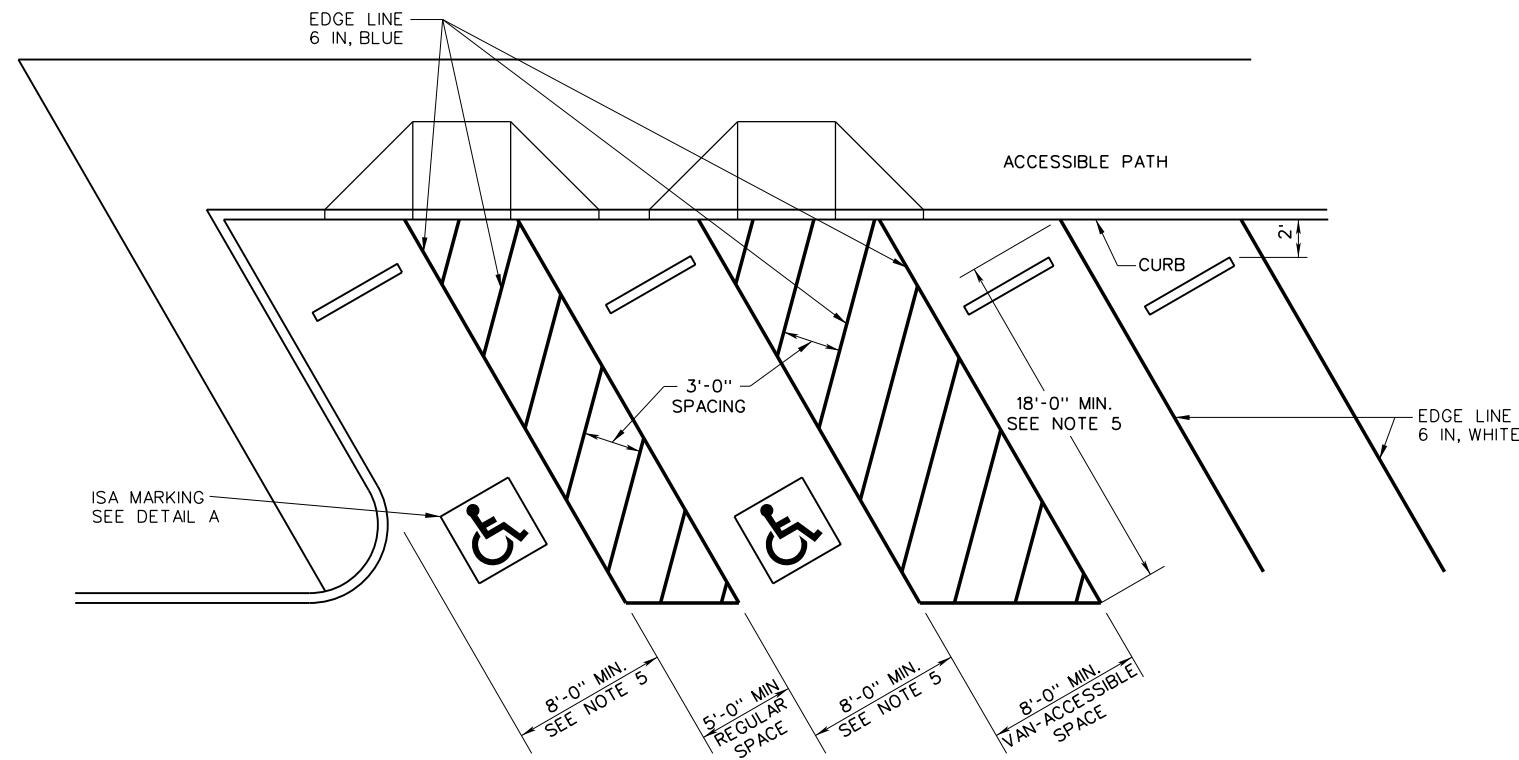 EDGE LINE
6 IN, BLUE
ACCESSIBLE PATH
2'
CURB
3'-0"
SPACING
18'-0" MIN.
SEE NOTE 5
EDGE LINE
6 IN, WHITE
ISA MARKING
SEE DETAIL A
8'-0" MIN.
SEE NOTE 5
5'-0" MIN
REGULAR
SPACE
8'-0" MIN.
SEE NOTE 5
8'-0" MIN.
VAN-ACCESSIBLE
SPACE